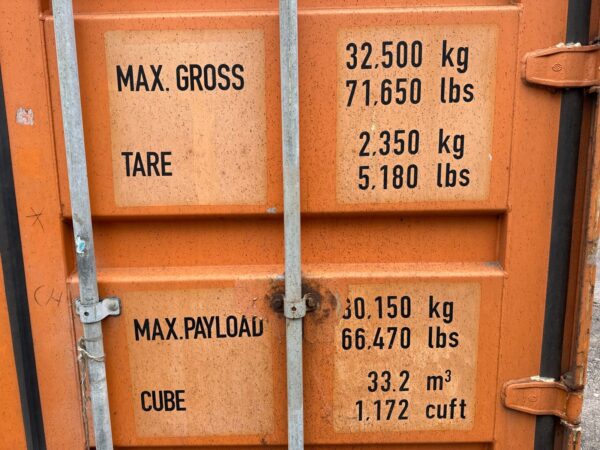 MAX. GROSS 32.500 kg
71,650 lbs
TARE 2,350 kg
5,180 lbs
MAX.PAYLOAD 30,150 kg
66,470 lbs
CUBE 33.2 m³
1,172 cuft